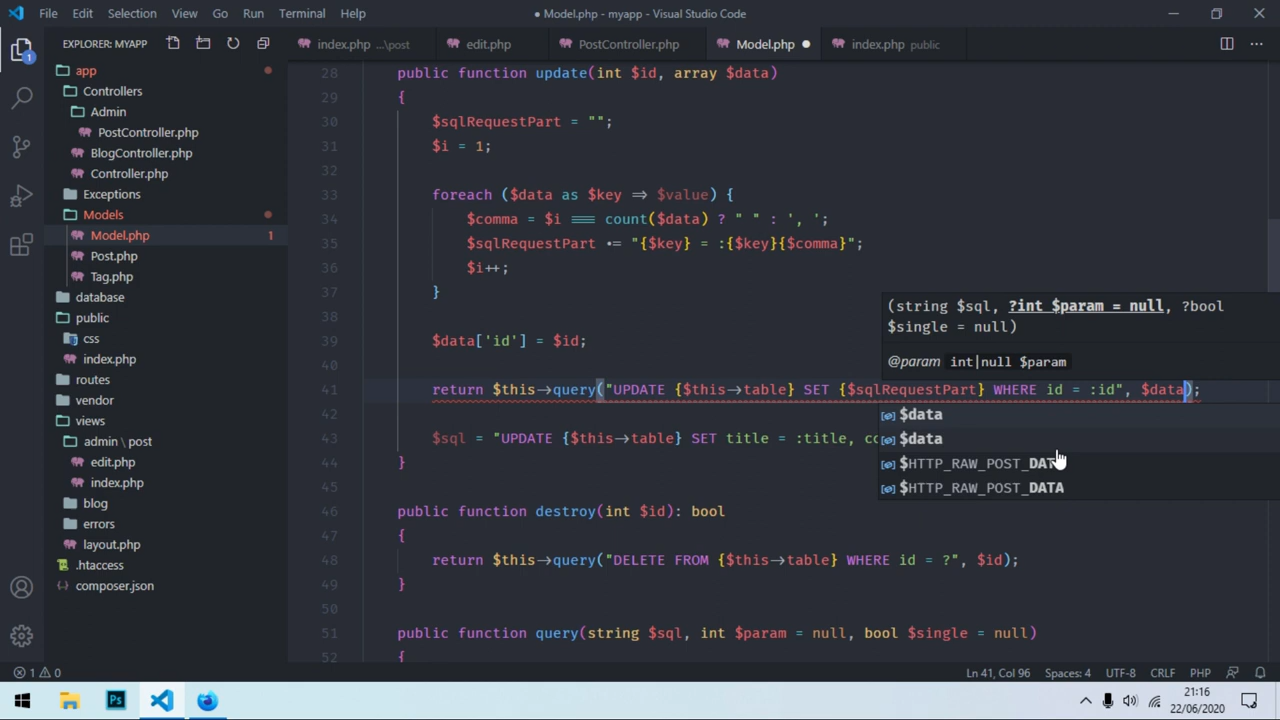 File Edit Selection View Go Run Terminal Help
● Model.php - myapp - Visual Studio Code
EXPLORER: MYAPP
index.php ...\post
edit.php
PostController.php
Model.php ●
index.php public
1
app
Controllers
Admin
PostController.php
BlogController.php
Controller.php
Exceptions
Models
Model.php 1
Post.php
Tag.php
database
public
css
index.php
routes
vendor
views
admin \ post
edit.php
index.php
blog
errors
layout.php
.htaccess
composer.json
28 public function update(int $id, array $data)
29 {
30 $sqlRequestPart = "";
31 $i = 1;
32
33 foreach ($data as $key => $value) {
34 $comma = $i === count($data) ? " " : ', ';
35 $sqlRequestPart .= "{$key} = :{$key}{$comma}";
36 $i++;
37 }
38
39 $data['id'] = $id;
40
41 return $this->query("UPDATE {$this->table} SET {$sqlRequestPart} WHERE id = :id", $data);
42
43 $sql = "UPDATE {$this->table} SET title = :title, co
44 }
45
46 public function destroy(int $id): bool
47 {
48 return $this->query("DELETE FROM {$this->table} WHERE id = ?", $id);
49 }
50
51 public function query(string $sql, int $param = null, bool $single = null)
52 {
(string $sql, ?int $param = null, ?bool
$single = null)
@param int|null $param
$data
$data
$HTTP_RAW_POST_DATA
$HTTP_RAW_POST_DATA
1 0
Ln 41, Col 96 Spaces: 4 UTF-8 CRLF PHP
Ps
21:16
22/06/2020